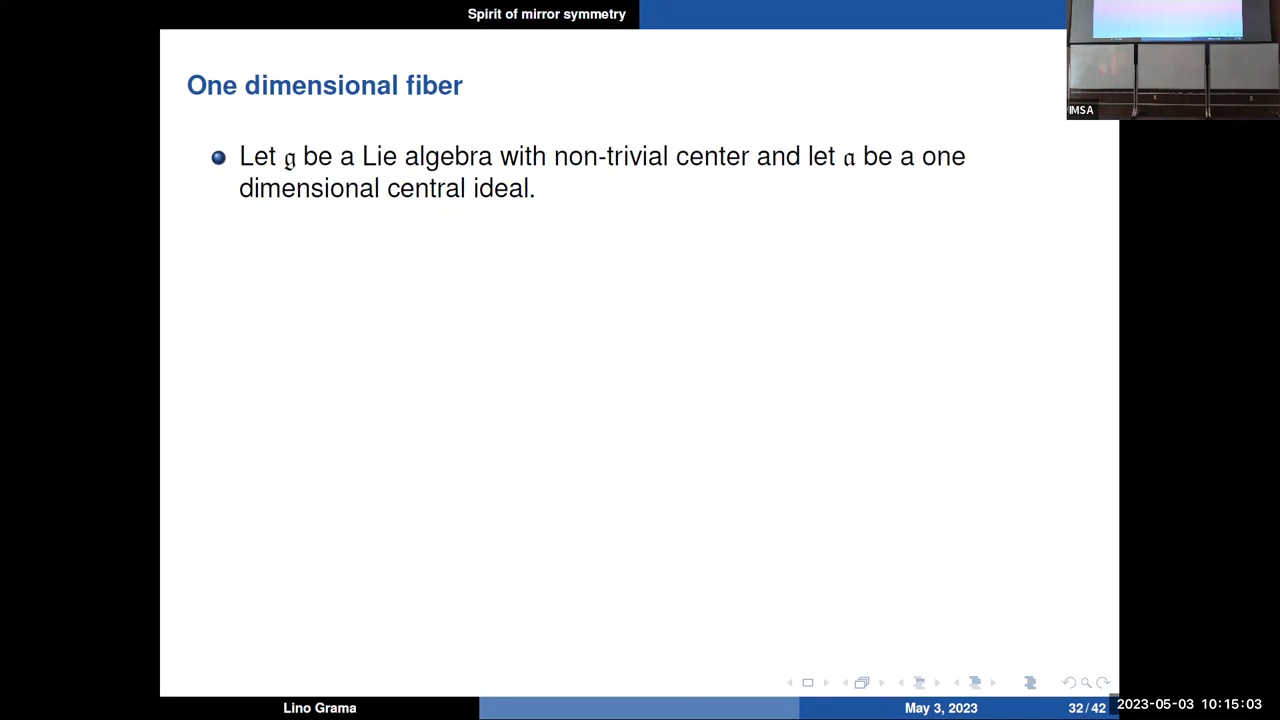 Spirit of mirror symmetry
One dimensional fiber
Let 𝔤 be a Lie algebra with non-trivial center and let 𝔞 be a one
dimensional central ideal.
IMSA
Lino Grama
May 3, 2023
32 / 42
2023-05-03 10:15:03